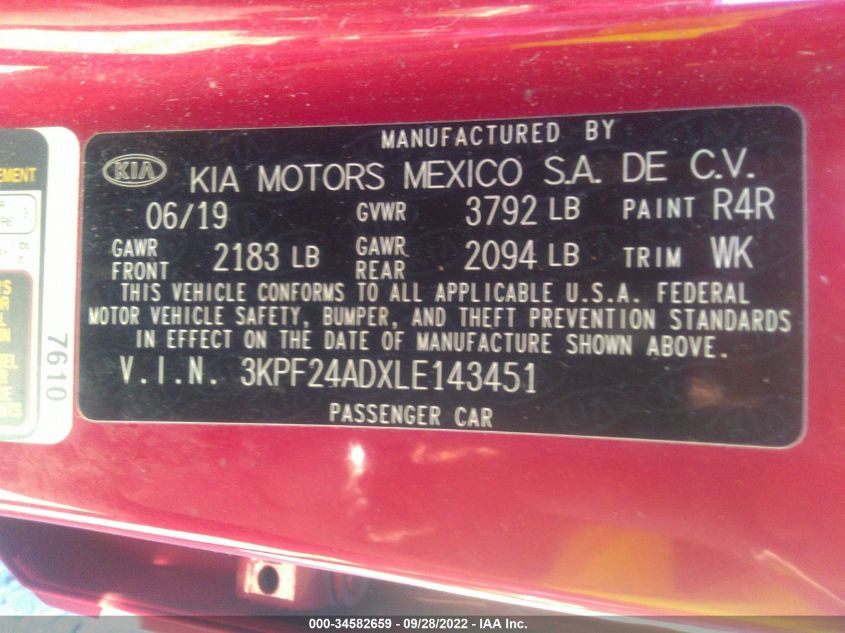 MANUFACTURED BY
KIA KIA MOTORS MEXICO S.A. DE C.V.
06/19 GVWR 3792 LB PAINT R4R
GAWR FRONT 2183 LB GAWR REAR 2094 LB TRIM WK
THIS VEHICLE CONFORMS TO ALL APPLICABLE U.S.A. FEDERAL
MOTOR VEHICLE SAFETY, BUMPER, AND THEFT PREVENTION STANDARDS
IN EFFECT ON THE DATE OF MANUFACTURE SHOWN ABOVE.
V.I.N. 3KPF24ADXLE143451
PASSENGER CAR
7610
000-34582659 - 09/28/2022 - IAA Inc.